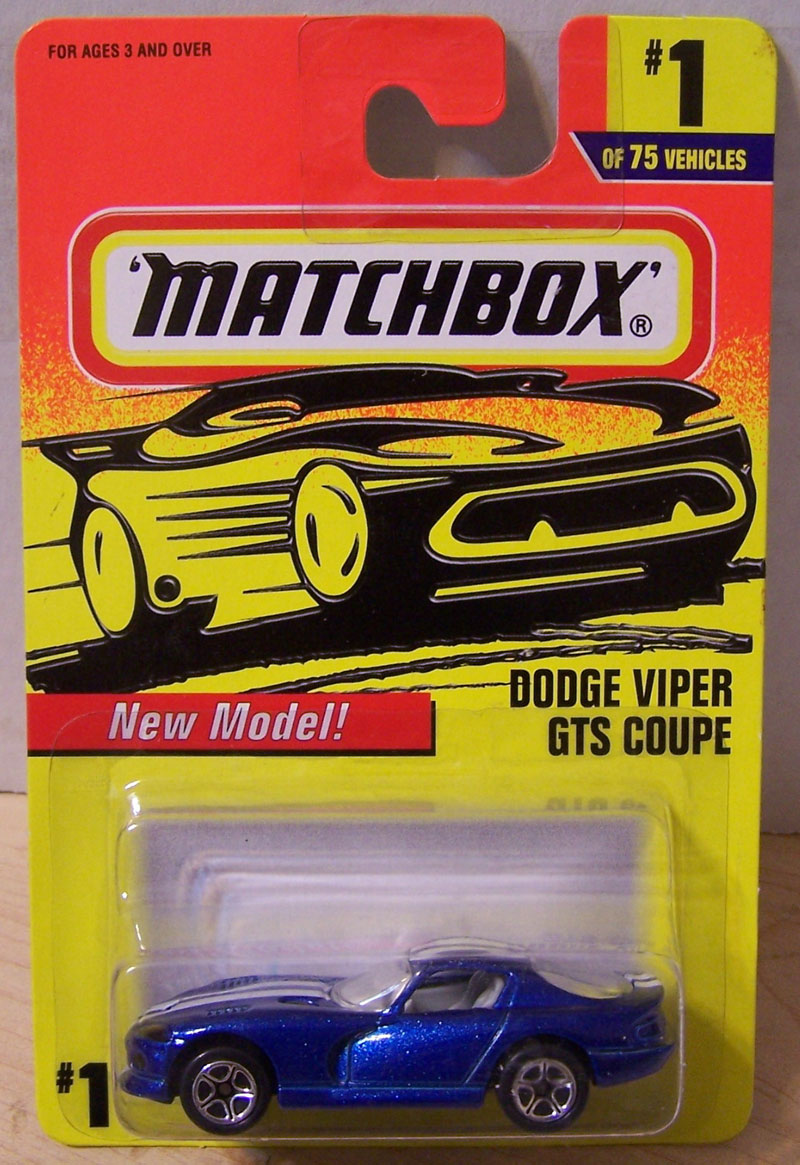 FOR AGES 3 AND OVER
#1
OF 75 VEHICLES
'MATCHBOX'®
DODGE VIPER
GTS COUPE
New Model!
#1